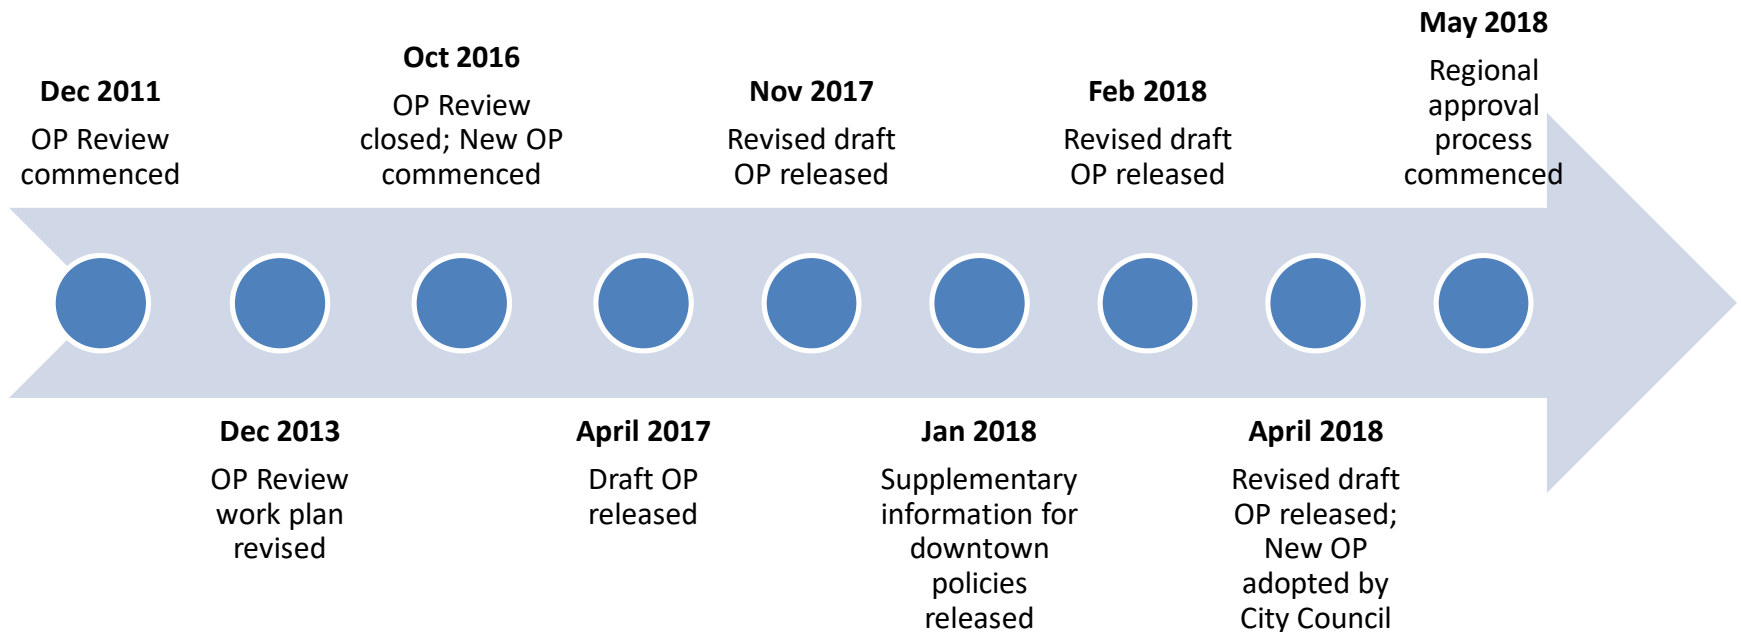 Dec 2011
OP Review
commenced
Dec 2013
OP Review
work plan
revised
Oct 2016
OP Review
closed; New OP
commenced
April 2017
Draft OP
released
Nov 2017
Revised draft
OP released
Jan 2018
Supplementary
information for
downtown
policies
released
Feb 2018
Revised draft
OP released
April 2018
Revised draft
OP released;
New OP
adopted by
City Council
May 2018
Regional
approval
process
commenced